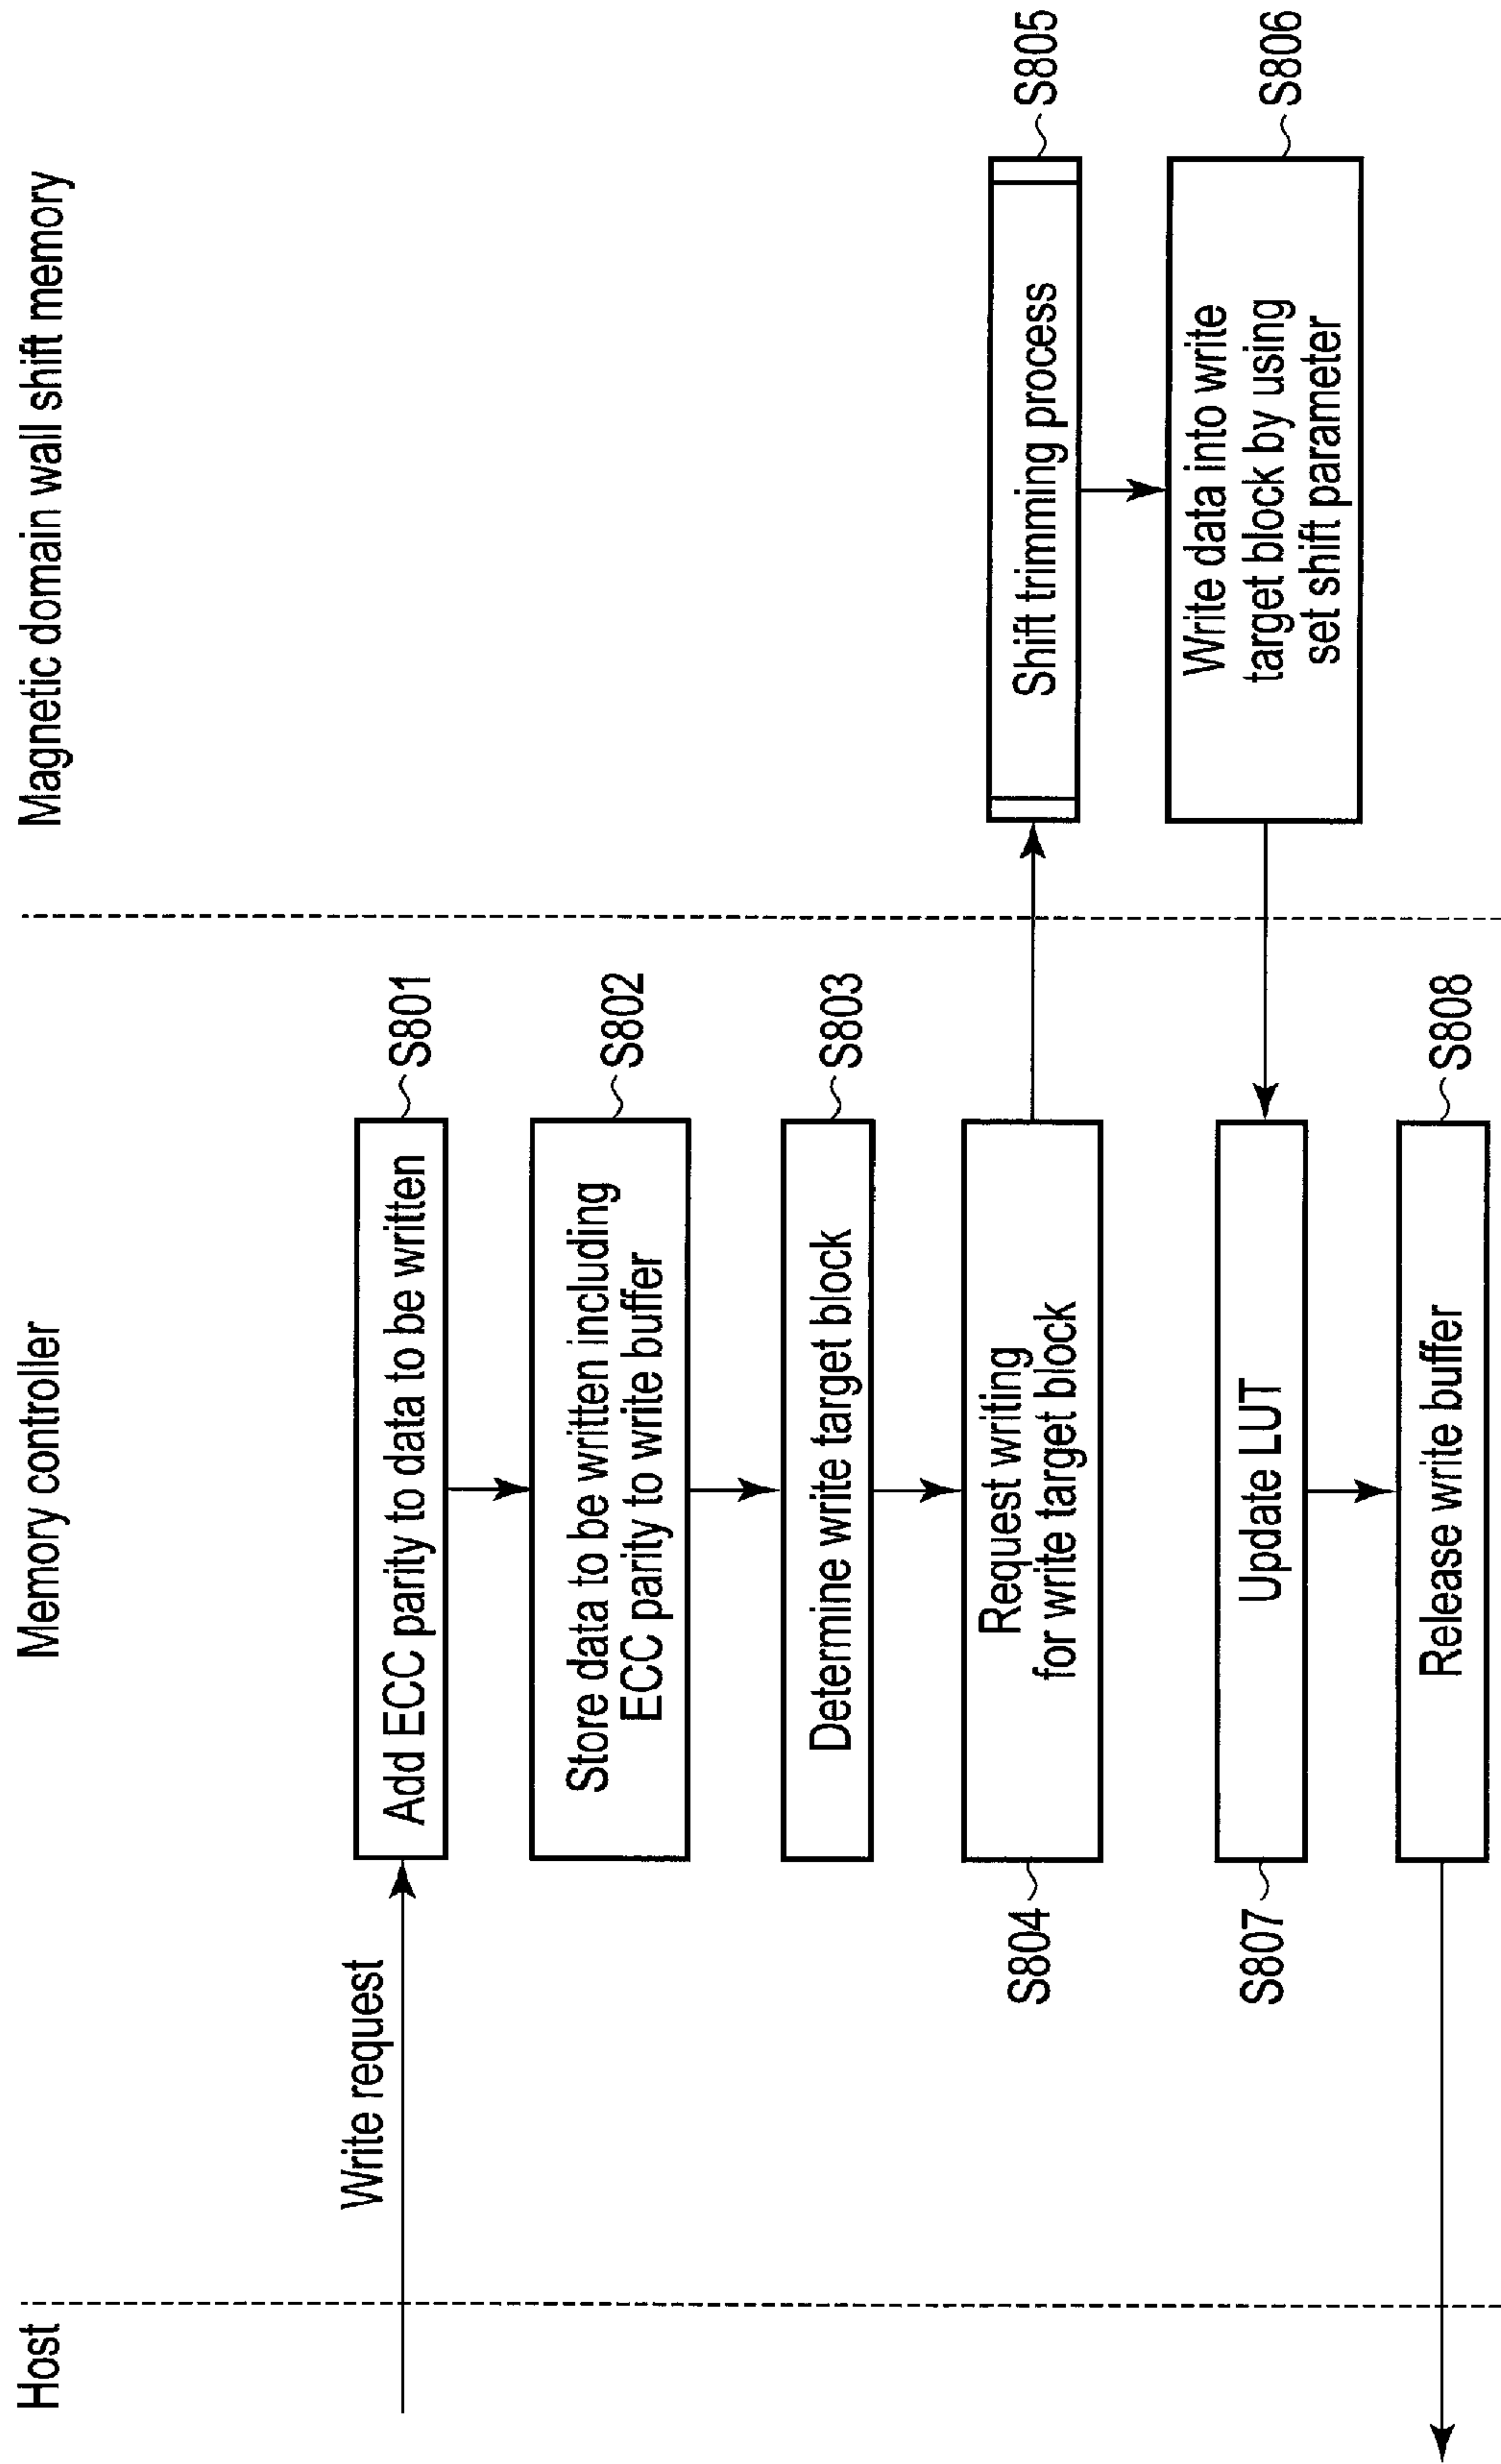 Host
Memory controller
Magnetic domain wall shift memory
Write request
Add ECC parity to data to be written
S801
Store data to be written including
ECC parity to write buffer
S802
Determine write target block
S803
S804
Request writing
for write target block
Shift trimming process
S805
Write data into write
target block by using
set shift parameter
S806
S807
Update LUT
Release write buffer
S808